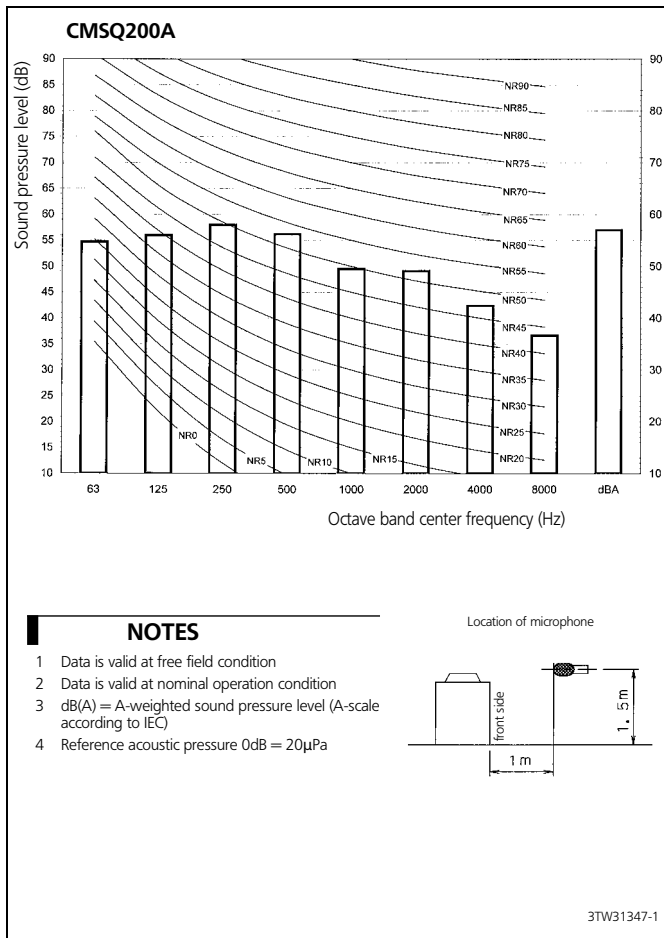 CMSQ200A
Sound pressure level (dB)
90
85
80
75
70
65
60
55
50
45
40
35
30
25
20
15
10
90
80
70
60
50
40
30
20
10
NR90
NR85
NR80
NR75
NR70
NR65
NR60
NR55
NR50
NR45
NR40
NR35
NR30
NR25
NR20
NR0
NR5
NR10
NR15
63 125 250 500 1000 2000 4000 8000 dBA
Octave band center frequency (Hz)
NOTES
1 Data is valid at free field condition
2 Data is valid at nominal operation condition
3 dB(A) = A-weighted sound pressure level (A-scale
according to IEC)
4 Reference acoustic pressure 0dB = 20µPa
Location of microphone
front side
1 m
1. 5m
3TW31347-1